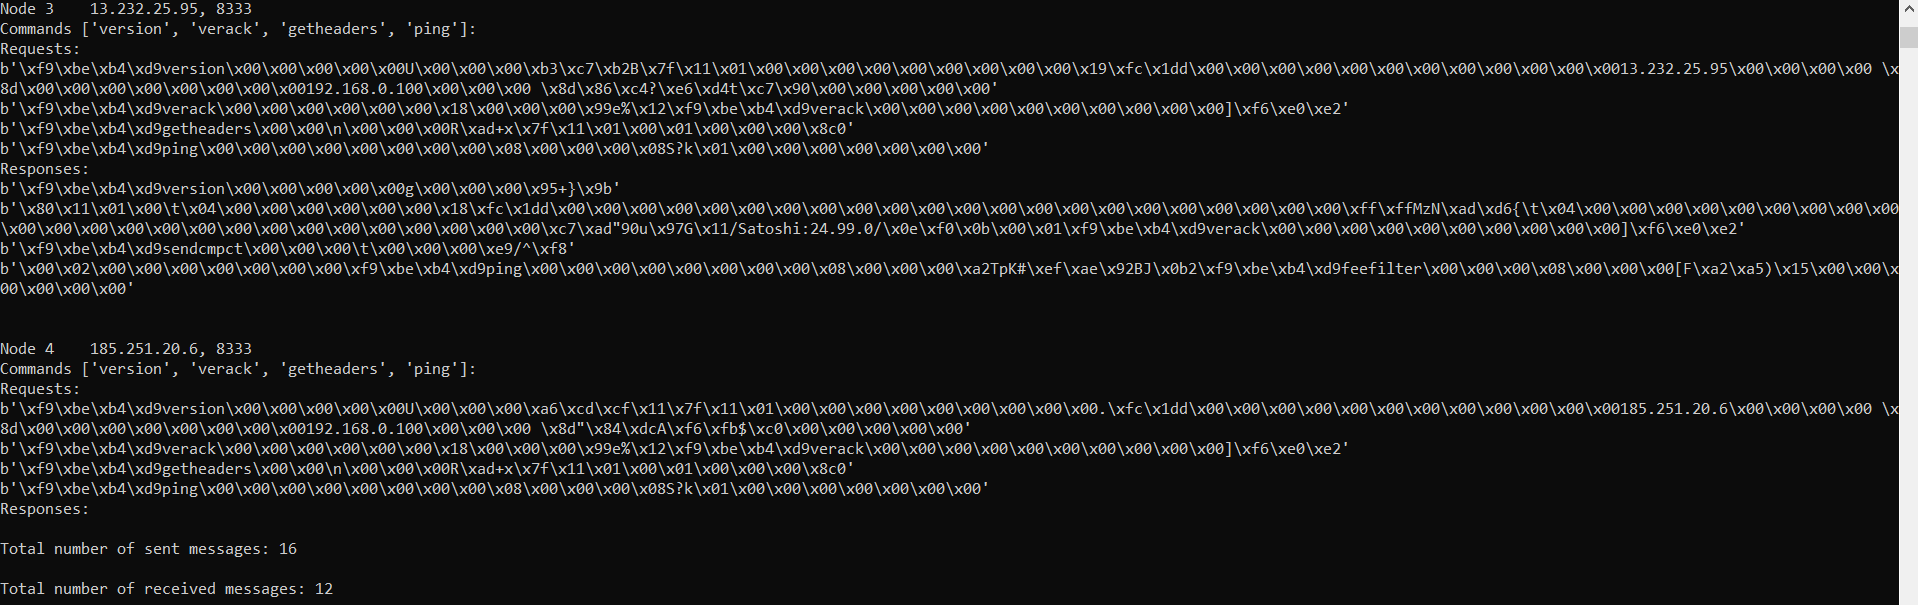 Node 3    13.232.25.95, 8333
Commands ['version', 'verack', 'getheaders', 'ping']:
Requests:
b'\xf9\xbe\xb4\xd9version\x00\x00\x00\x00\x00U\x00\x00\x00\xb3\xc7\xb2B\x7f\x11\x01\x00\x00\x00\x00\x00\x00\x00\x00\x00\x19\xfc\x1dd\x00\x00\x00\x00\x00\x00\x00\x00\x00\x00\x00\x0013.232.25.95\x00\x00\x00\x00 \x
8d\x00\x00\x00\x00\x00\x00\x00\x00192.168.0.100\x00\x00\x00 \x8d\x86\xc4?\xe6\xd4t\xc7\x90\x00\x00\x00\x00\x00'
b'\xf9\xbe\xb4\xd9verack\x00\x00\x00\x00\x00\x00\x18\x00\x00\x00\x99e%\x12\xf9\xbe\xb4\xd9verack\x00\x00\x00\x00\x00\x00\x00\x00\x00\x00]\xf6\xe0\xe2'
b'\xf9\xbe\xb4\xd9getheaders\x00\x00\n\x00\x00\x00R\xad+x\x7f\x11\x01\x00\x01\x00\x00\x00\x8c0'
b'\xf9\xbe\xb4\xd9ping\x00\x00\x00\x00\x00\x00\x00\x00\x08\x00\x00\x00\x08S?k\x01\x00\x00\x00\x00\x00\x00\x00'
Responses:
b'\xf9\xbe\xb4\xd9version\x00\x00\x00\x00\x00g\x00\x00\x00\x95+}\x9b'
b'\x80\x11\x01\x00\t\x04\x00\x00\x00\x00\x00\x00\x18\xfc\x1dd\x00\x00\x00\x00\x00\x00\x00\x00\x00\x00\x00\x00\x00\x00\x00\x00\x00\x00\x00\x00\x00\x00\xff\xffMzN\xad\xd6{\t\x04\x00\x00\x00\x00\x00\x00\x00\x00\x00
\x00\x00\x00\x00\x00\x00\x00\x00\x00\x00\x00\x00\x00\x00\x00\xc7\xad"90u\x97G\x11/Satoshi:24.99.0/\x0e\xf0\x0b\x00\x01\xf9\xbe\xb4\xd9verack\x00\x00\x00\x00\x00\x00\x00\x00\x00\x00]\xf6\xe0\xe2'
b'\xf9\xbe\xb4\xd9sendcmpct\x00\x00\x00\t\x00\x00\x00\xe9/^\xf8'
b'\x00\x02\x00\x00\x00\x00\x00\x00\x00\xf9\xbe\xb4\xd9ping\x00\x00\x00\x00\x00\x00\x00\x00\x08\x00\x00\x00\xa2TpK#\xef\xae\x92BJ\x0b2\xf9\xbe\xb4\xd9feefilter\x00\x00\x00\x08\x00\x00\x00[F\xa2\xa5)\x15\x00\x00\x
00\x00\x00\x00'
Node 4    185.251.20.6, 8333
Commands ['version', 'verack', 'getheaders', 'ping']:
Requests:
b'\xf9\xbe\xb4\xd9version\x00\x00\x00\x00\x00U\x00\x00\x00\xa6\xcd\xcf\x11\x7f\x11\x01\x00\x00\x00\x00\x00\x00\x00\x00\x00.\xfc\x1dd\x00\x00\x00\x00\x00\x00\x00\x00\x00\x00\x00\x00185.251.20.6\x00\x00\x00\x00 \x
8d\x00\x00\x00\x00\x00\x00\x00\x00192.168.0.100\x00\x00\x00 \x8d"\x84\xdcA\xf6\xfb$\xc0\x00\x00\x00\x00\x00'
b'\xf9\xbe\xb4\xd9verack\x00\x00\x00\x00\x00\x00\x18\x00\x00\x00\x99e%\x12\xf9\xbe\xb4\xd9verack\x00\x00\x00\x00\x00\x00\x00\x00\x00\x00]\xf6\xe0\xe2'
b'\xf9\xbe\xb4\xd9getheaders\x00\x00\n\x00\x00\x00R\xad+x\x7f\x11\x01\x00\x01\x00\x00\x00\x8c0'
b'\xf9\xbe\xb4\xd9ping\x00\x00\x00\x00\x00\x00\x00\x00\x08\x00\x00\x00\x08S?k\x01\x00\x00\x00\x00\x00\x00\x00'
Responses:
Total number of sent messages: 16
Total number of received messages: 12